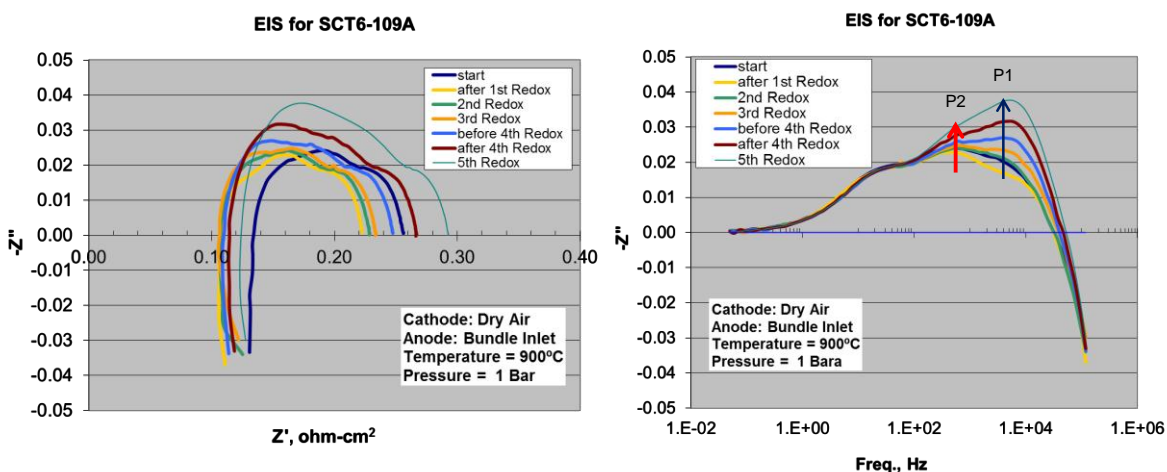 EIS for SCT6-109A
0.05
0.04
0.03
0.02
0.01
0.00
-0.01
-0.02
-0.03
-0.04
-0.05
-Z"
0.00
0.10
0.20
0.30
0.40
start
after 1st Redox
2nd Redox
3rd Redox
before 4th Redox
after 4th Redox
5th Redox
Cathode: Dry Air
Anode: Bundle Inlet
Temperature = 900ºC
Pressure = 1 Bar
Z', ohm-cm²
EIS for SCT6-109A
0.05
0.04
0.03
0.02
0.01
0.00
-0.01
-0.02
-0.03
-0.04
-0.05
-Z"
start
after 1st Redox
2nd Redox
3rd Redox
before 4th Redox
after 4th Redox
5th Redox
P1
P2
Cathode: Dry Air
Anode: Bundle Inlet
Temperature = 900ºC
Pressure = 1 Bara
1.E-02
1.E+00
1.E+02
1.E+04
1.E+06
Freq., Hz